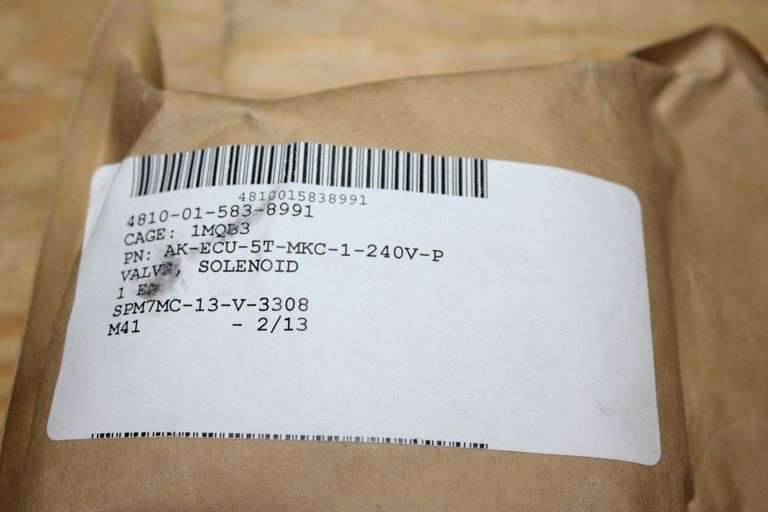 4810015838991
4810-01-583-8991
CAGE: 1MQB3
PN: AK-ECU-5T-MKC-1-240V-P
VALVE, SOLENOID
1 EA
SPM7MC-13-V-3308
M41 - 2/13